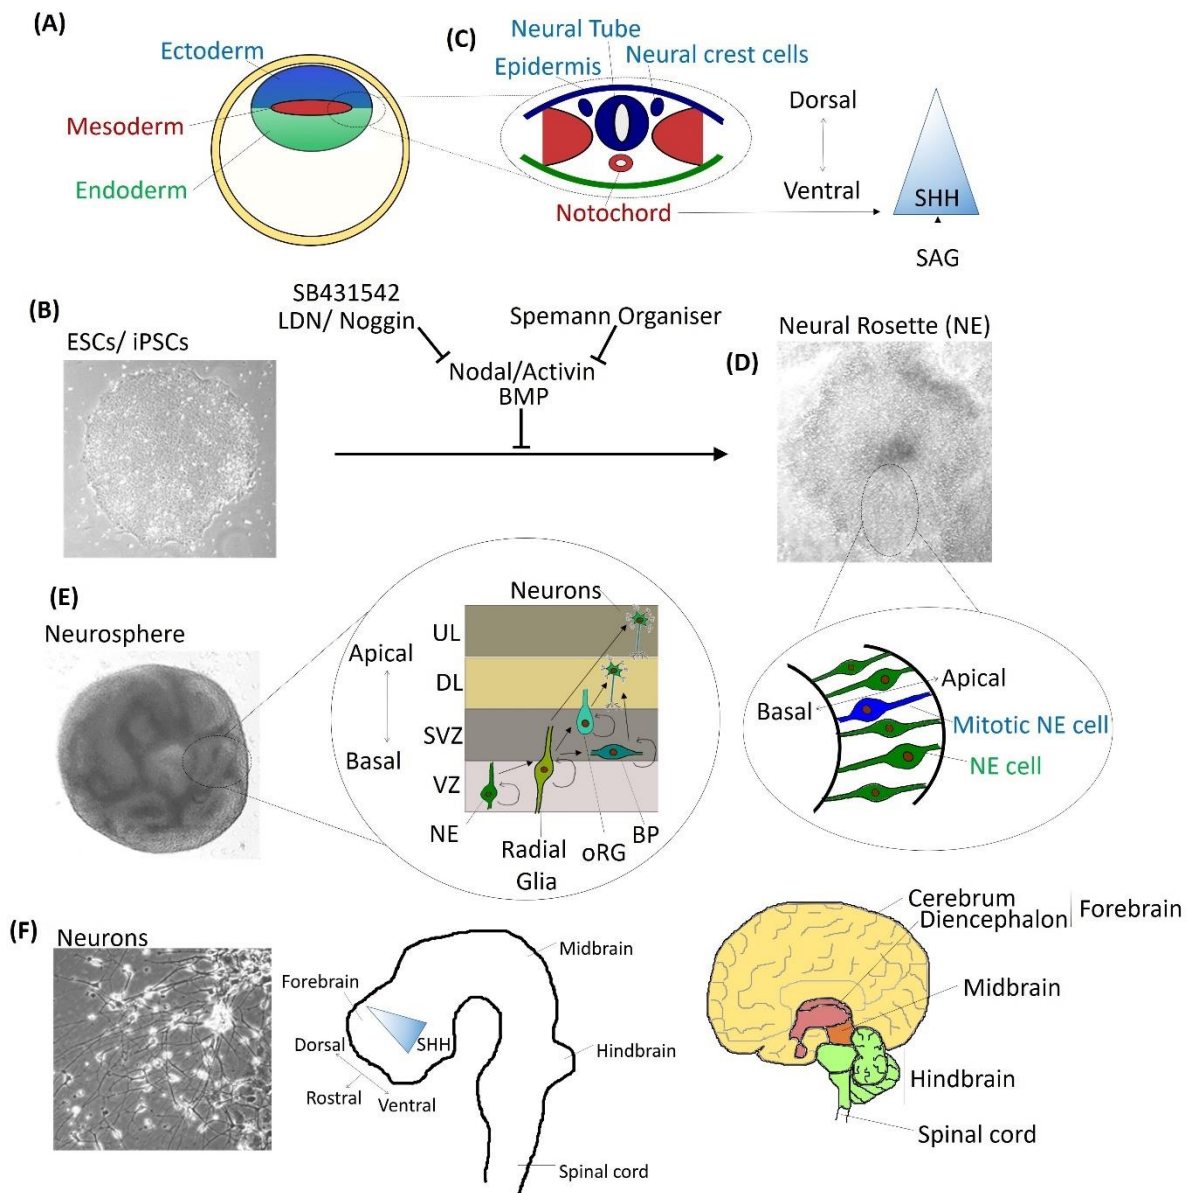 (A)
Ectoderm
Mesoderm
Endoderm
(C)
Neural Tube
Epidermis
Neural crest cells
Notochord
Dorsal
Ventral
SHH
SAG
(B)
ESCs/ iPSCs
SB431542
LDN/ Noggin
Spemann Organiser
Nodal/Activin
BMP
Neural Rosette (NE)
(D)
Apical
Basal
Mitotic NE cell
NE cell
(E)
Neurosphere
Neurons
Apical
Basal
UL
DL
SVZ
VZ
NE
Radial
Glia
oRG
BP
(F)
Neurons
Forebrain
Midbrain
SHH
Dorsal
Rostral
Ventral
Hindbrain
Spinal cord
Cerebrum
Diencephalon
Forebrain
Midbrain
Hindbrain
Spinal cord